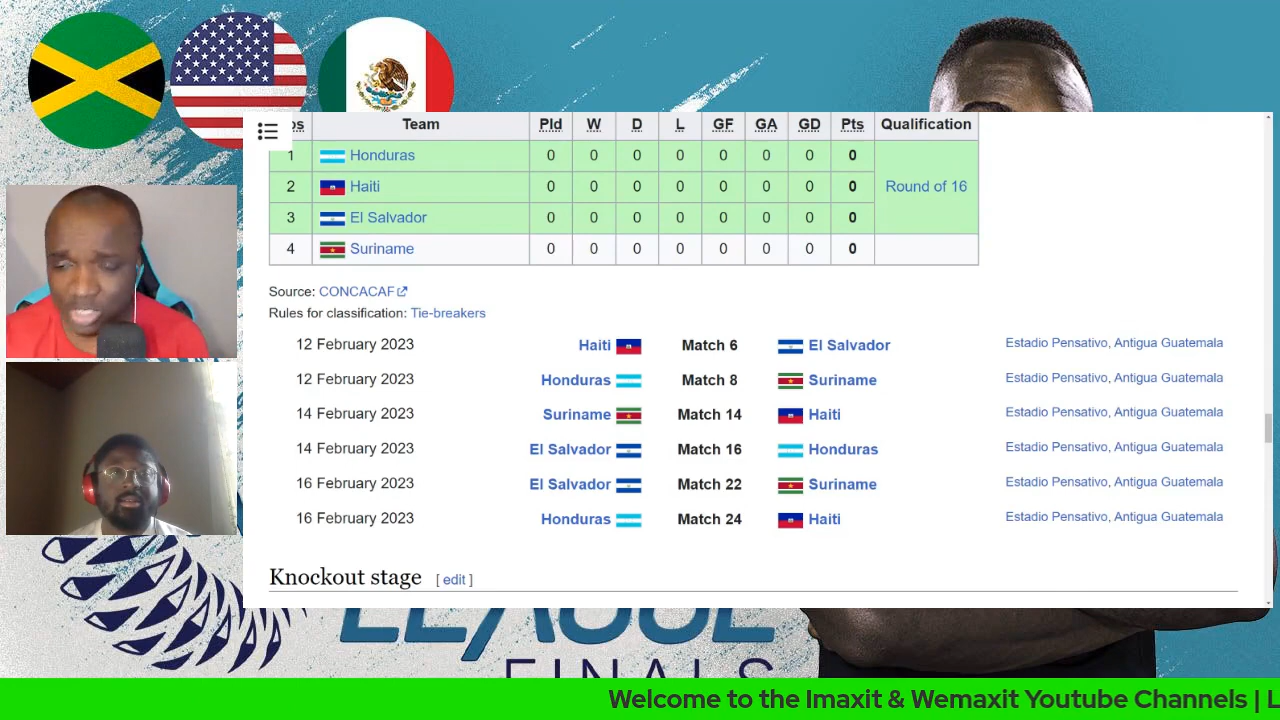 os Team Pld W D L GF GA GD Pts Qualification
1 Honduras 0 0 0 0 0 0 0 0
2 Haiti 0 0 0 0 0 0 0 0 Round of 16
3 El Salvador 0 0 0 0 0 0 0 0
4 Suriname 0 0 0 0 0 0 0 0
Source: CONCACAF
Rules for classification: Tie-breakers
12 February 2023 Haiti Match 6 El Salvador Estadio Pensativo, Antigua Guatemala
12 February 2023 Honduras Match 8 Suriname Estadio Pensativo, Antigua Guatemala
14 February 2023 Suriname Match 14 Haiti Estadio Pensativo, Antigua Guatemala
14 February 2023 El Salvador Match 16 Honduras Estadio Pensativo, Antigua Guatemala
16 February 2023 El Salvador Match 22 Suriname Estadio Pensativo, Antigua Guatemala
16 February 2023 Honduras Match 24 Haiti Estadio Pensativo, Antigua Guatemala
Knockout stage [ edit ]
LEAGUE
FINALS
Welcome to the Imaxit & Wemaxit Youtube Channels | L